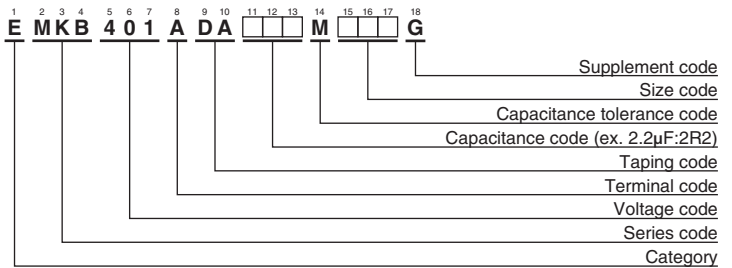 1 2 3 4 5 6 7 8 9 10 11 12 13 14 15 16 17 18
E MKB 401 A DA □□□ M □□□ G
Supplement code
Size code
Capacitance tolerance code
Capacitance code (ex. 2.2μF:2R2)
Taping code
Terminal code
Voltage code
Series code
Category